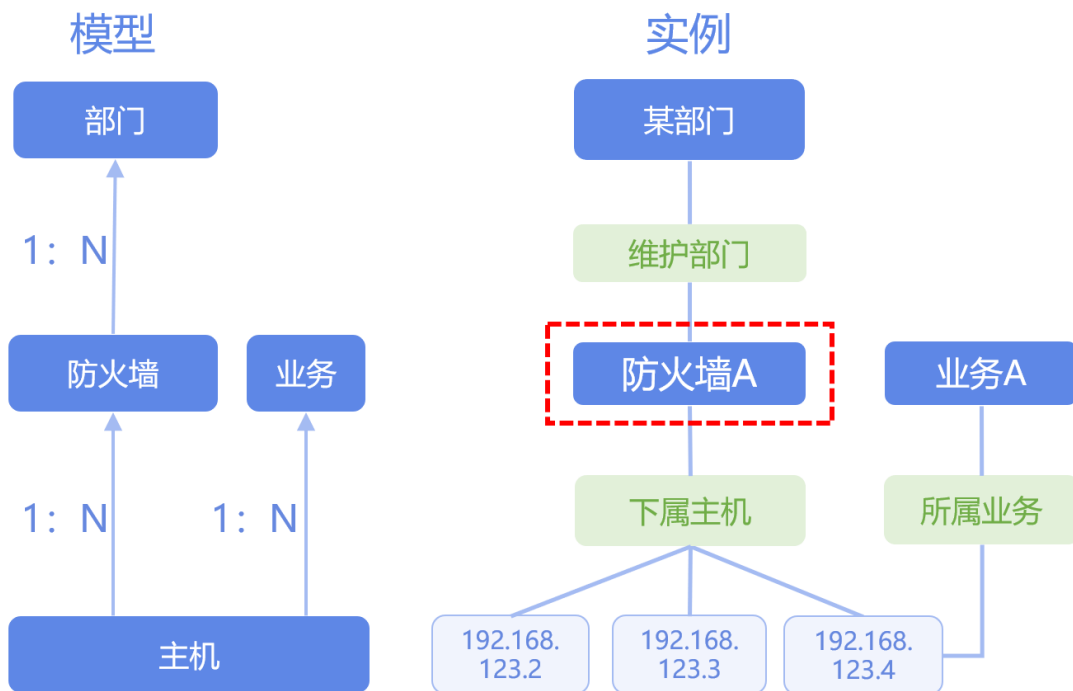 模型
部门
1：N
防火墙
业务
1：N
1：N
主机
实例
某部门
维护部门
防火墙A
业务A
下属主机
所属业务
192.168.
123.2
192.168.
123.3
192.168.
123.4